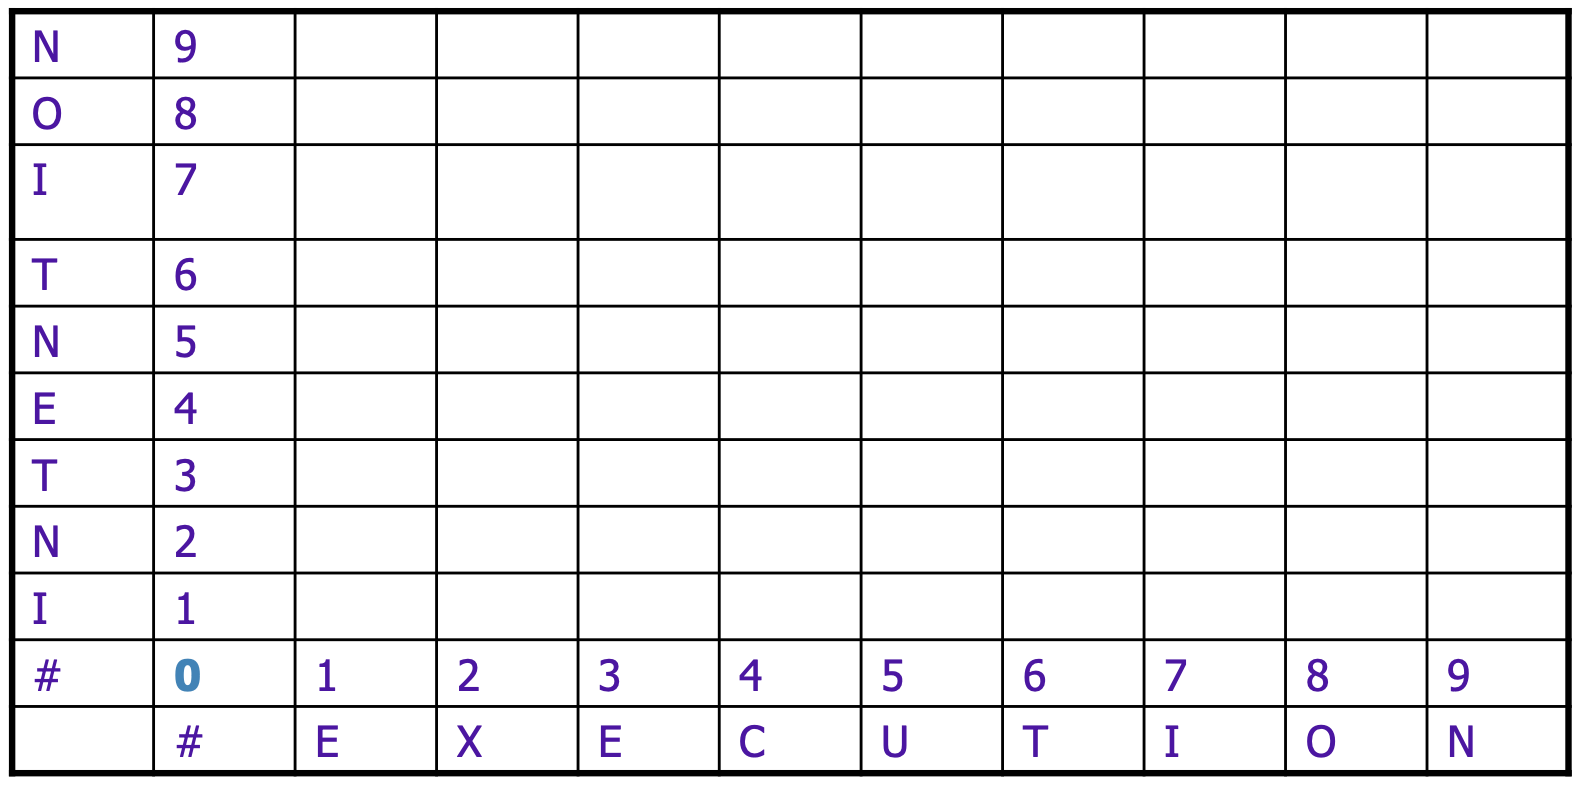 N 9
O 8
I 7
T 6
N 5
E 4
T 3
N 2
I 1
# 0 1 2 3 4 5 6 7 8 9
# E X E C U T I O N